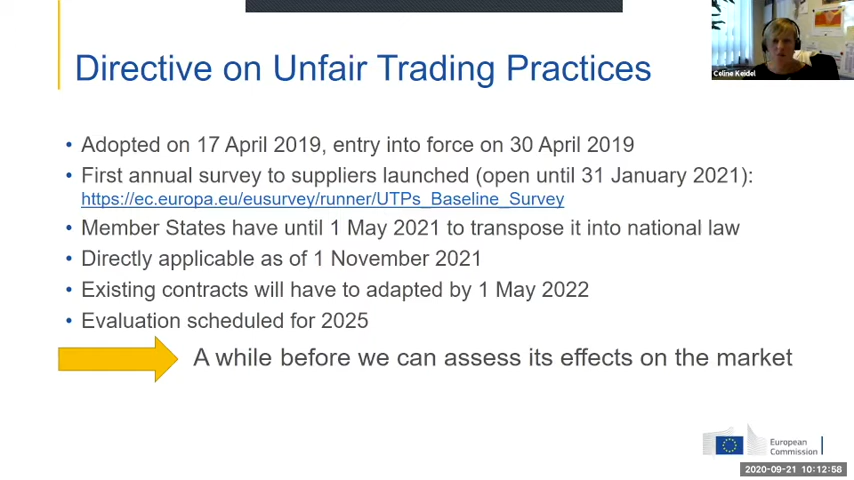 Directive on Unfair Trading Practices
Celine Keidel
• Adopted on 17 April 2019, entry into force on 30 April 2019
• First annual survey to suppliers launched (open until 31 January 2021):
https://ec.europa.eu/eusurvey/runner/UTPs_Baseline_Survey
• Member States have until 1 May 2021 to transpose it into national law
• Directly applicable as of 1 November 2021
• Existing contracts will have to adapted by 1 May 2022
• Evaluation scheduled for 2025
A while before we can assess its effects on the market
European
Commission
2020-09-21 10:12:58